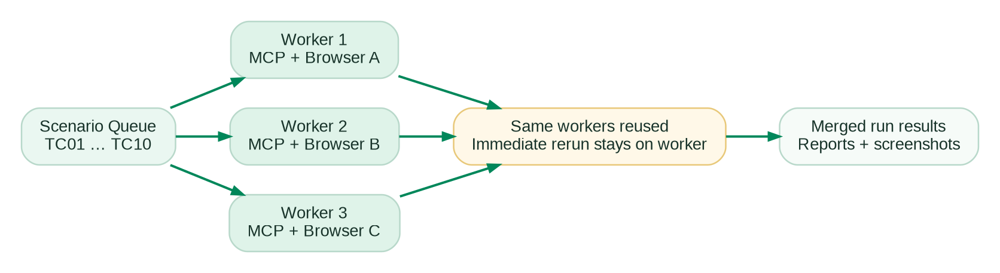 Worker 1
MCP + Browser A
Scenario Queue
TC01 … TC10
Worker 2
MCP + Browser B
Same workers reused
Immediate rerun stays on worker
Merged run results
Reports + screenshots
Worker 3
MCP + Browser C